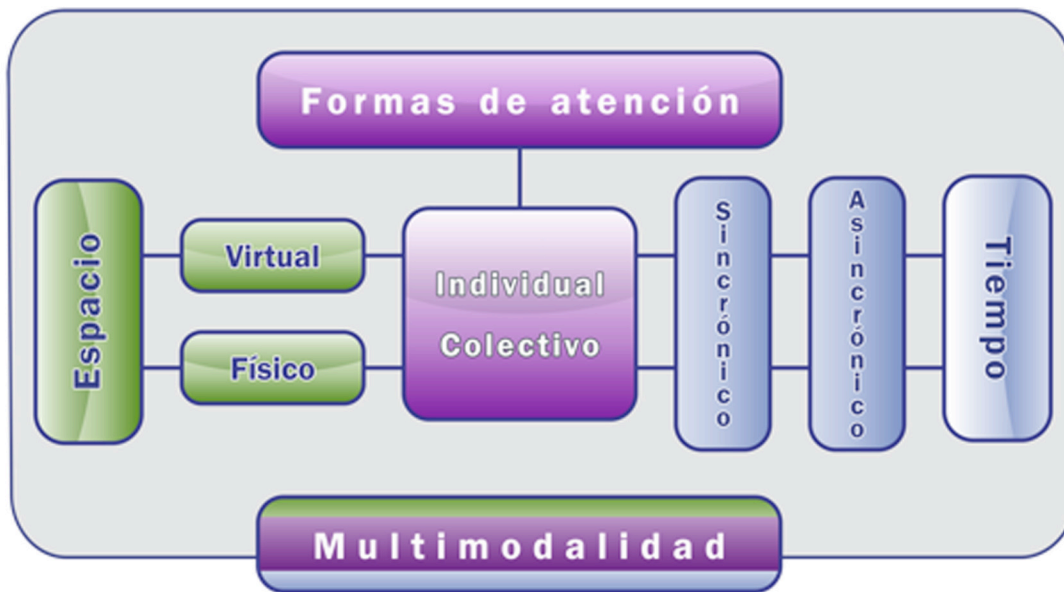 Formas de atención
Espacio
Virtual
Físico
Individual
Colectivo
Sincrónico
Asincrónico
Tiempo
Multimodalidad